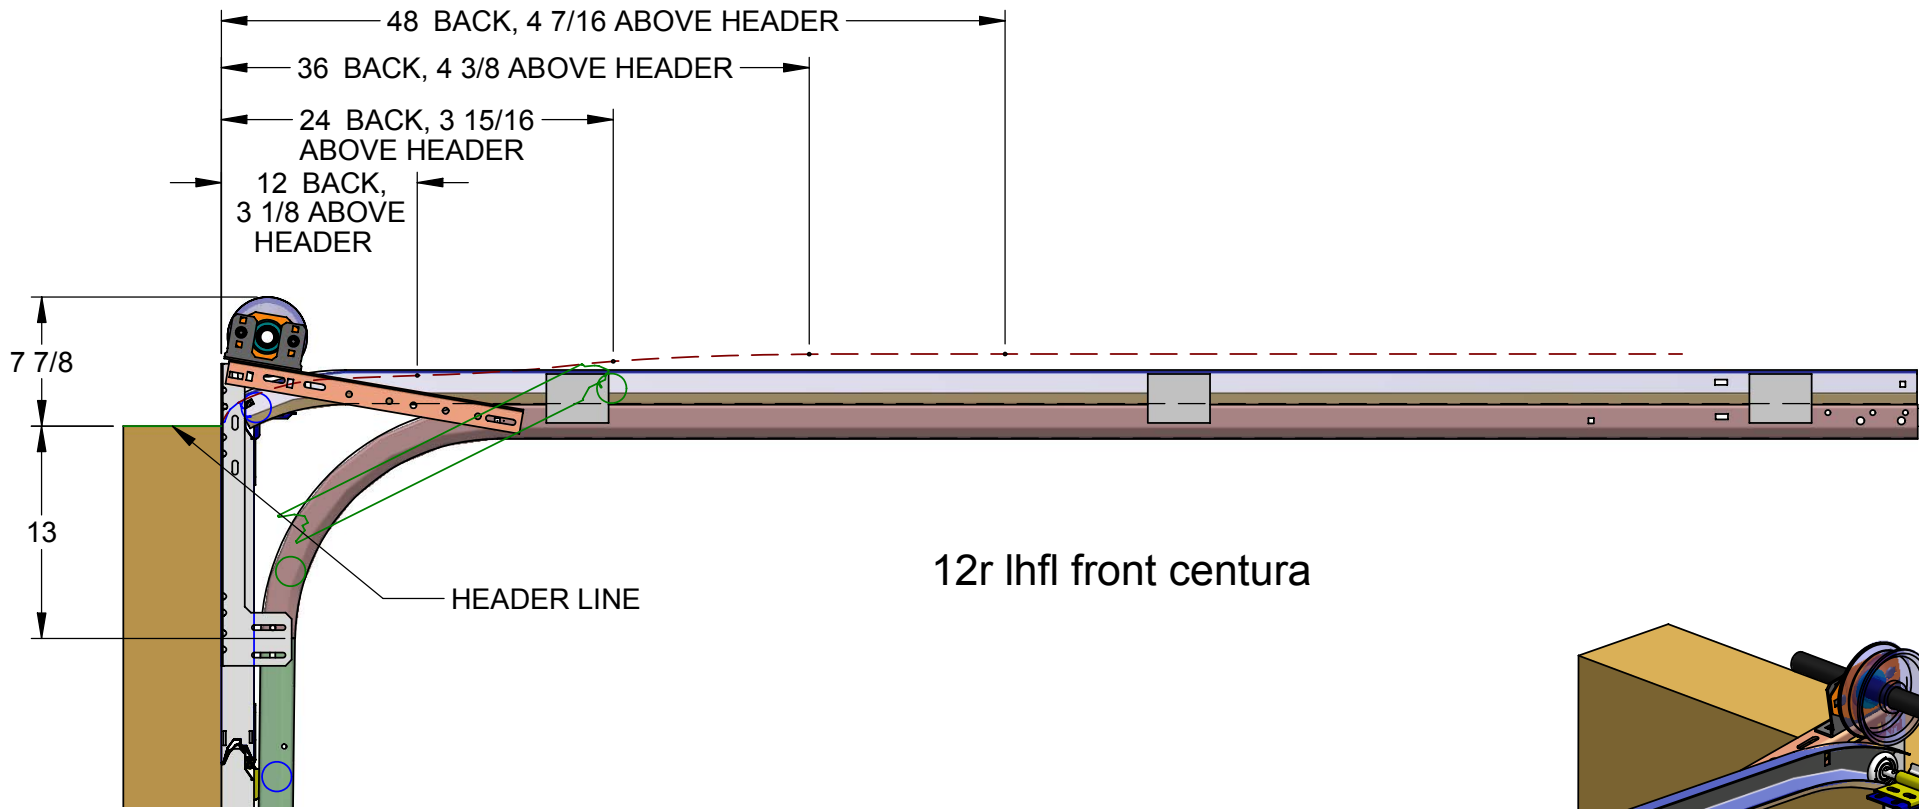 48 BACK, 4 7/16 ABOVE HEADER
36 BACK, 4 3/8 ABOVE HEADER
24 BACK, 3 15/16
ABOVE HEADER
12 BACK,
3 1/8 ABOVE
HEADER
7 7/8
13
HEADER LINE
12r lhfl front centura